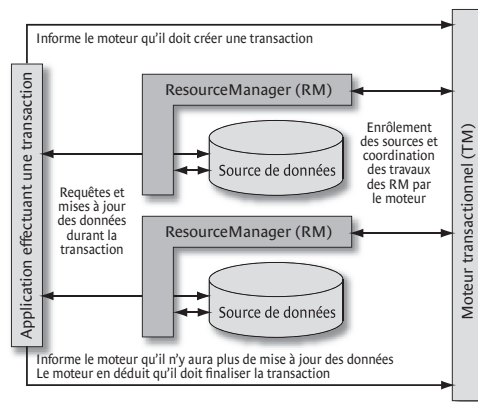 Informe le moteur qu'il doit créer une transaction
Application effectuant une transaction
ResourceManager (RM)
Source de données
Requêtes et
mises à jour
des données
durant la
transaction
Enrôlement
des sources et
coordination
des travaux
des RM par
le moteur
Moteur transactionnel (TM)
ResourceManager (RM)
Source de données
Informe le moteur qu'il n'y aura plus de mise à jour des données
Le moteur en déduit qu'il doit finaliser la transaction